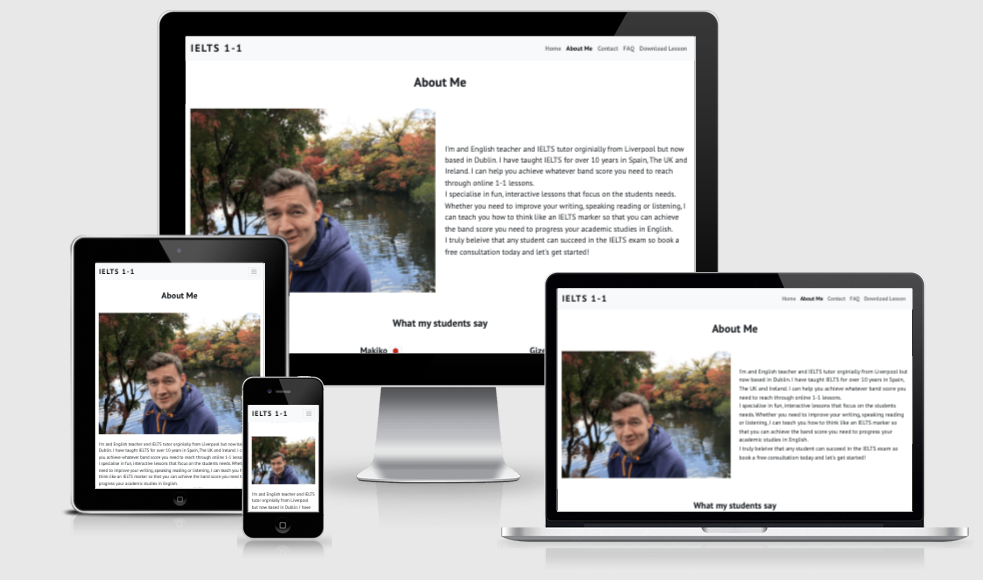 IELTS 1-1
Home About Me Contact FAQ Download Lesson
About Me
I'm and English teacher and IELTS tutor orginially from Liverpool but now
based in Dublin. I have taught IELTS for over 10 years in Spain, The UK and
Ireland. I can help you achieve whatever band score you need to reach
through online 1-1 lessons.
I specialise in fun, interactive lessons that focus on the students needs.
Whether you need to improve your writing, speaking reading or listening, I
can teach you how to think like an IELTS marker so that you can achieve
the band score you need to progress your academic studies in English.
I truly beleive that any student can succeed in the IELTS exam so book a
free consultation today and let's get started!
What my students say
Makiko
Gize
IELTS 1-1
About Me
I'm and English teacher and IELTS tutor orginially from Liverpool but now ba
Dublin. I have taught IELTS for over 10 years in Spain, The UK and Ireland. I c
you achieve whatever band score you need to reach through online 1-1 lesson
I specialise in fun, interactive lessons that focus on the students needs. Whet
need to improve your writing, speaking reading or listening, I can teach you h
think like an IELTS marker so that you can achieve the band score you need t
progress your academic studies in English.
IELTS 1-1
I'm and English teacher and IELTS
tutor orginially from Liverpool
but now based in Dublin. I have
IELTS 1-1
Home About Me Contact FAQ Download Lesson
About Me
I'm and English teacher and IELTS tutor orginially from Liverpool but
now based in Dublin. I have taught IELTS for over 10 years in Spain,
The UK and Ireland. I can help you achieve whatever band score you
need to reach through online 1-1 lessons.
I specialise in fun, interactive lessons that focus on the students
needs. Whether you need to improve your writing, speaking reading
or listening, I can teach you how to think like an IELTS marker so
that you can achieve the band score you need to progress your
academic studies in English.
I truly beleive that any student can succeed in the IELTS exam so
book a free consultation today and let's get started!
What my students say